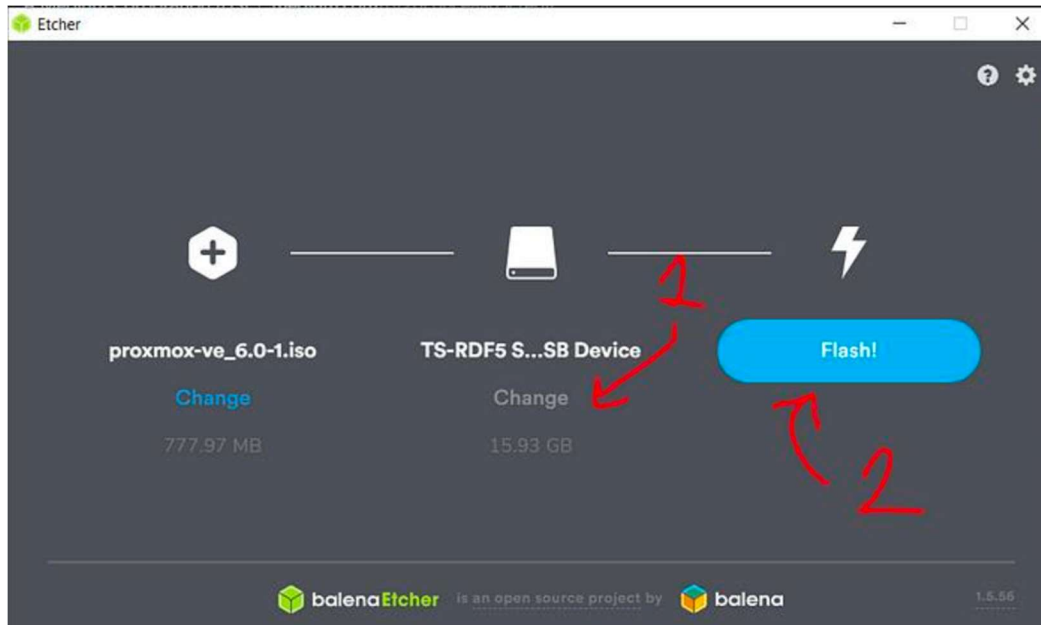 Etcher
1
proxmox-ve_6.0-1.iso
TS-RDF5 S...SB Device
Flash!
Change
Change
777.97 MB
15.93 GB
2
balenaEtcher is an open source project by balena
1.5.56